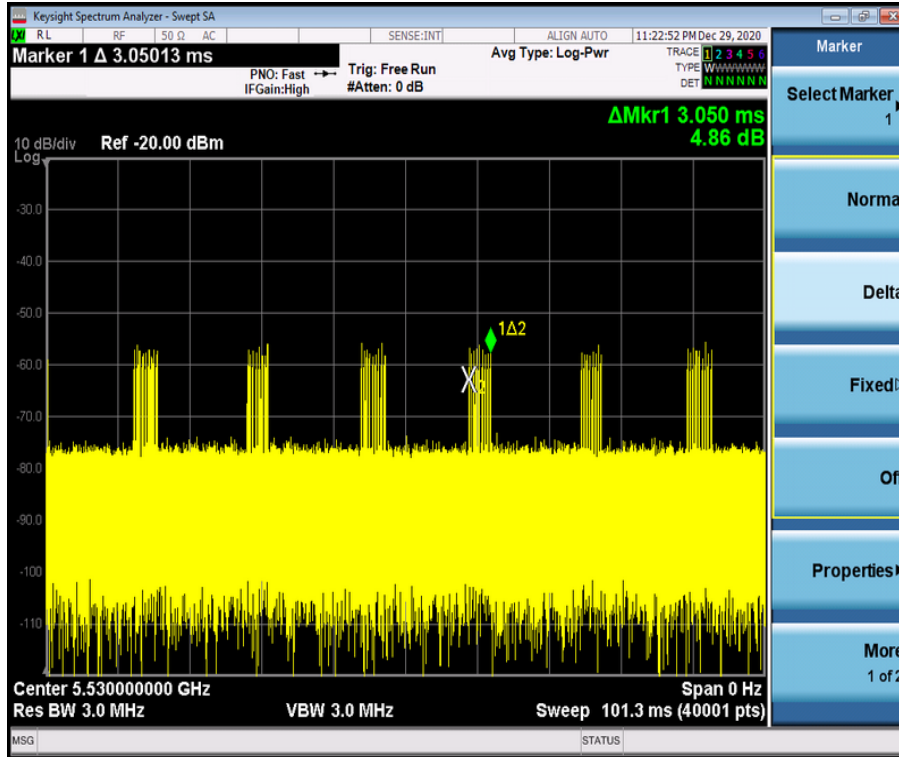 Keysight Spectrum Analyzer - Swept SA
LXI RL RF 50 Ω AC SENSE:INT ALIGN AUTO 11:22:52 PM Dec 29, 2020
Marker 1 Δ 3.05013 ms
PNO: Fast
IFGain:High
Trig: Free Run
#Atten: 0 dB
Avg Type: Log-Pwr
TRACE 1 2 3 4 5 6
TYPE WWWWWW
DET N N N N N N
ΔMkr1 3.050 ms
4.86 dB
10 dB/div Ref -20.00 dBm
Log
-30.0
-40.0
-50.0
1Δ2
-60.0
2
-70.0
-80.0
-90.0
-100
-110
Center 5.530000000 GHz Span 0 Hz
Res BW 3.0 MHz VBW 3.0 MHz Sweep 101.3 ms (40001 pts)
MSG STATUS
Marker
Select Marker
1
Norma
Delta
Fixed
Of
Properties
More
1 of 2